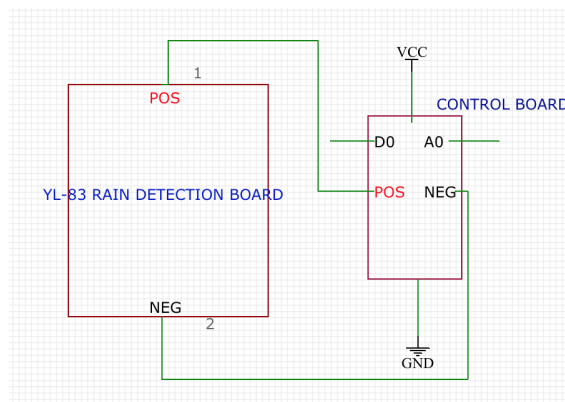 VCC
1
POS
CONTROL BOARD
D0
A0
YL-83 RAIN DETECTION BOARD
POS
NEG
NEG
2
GND